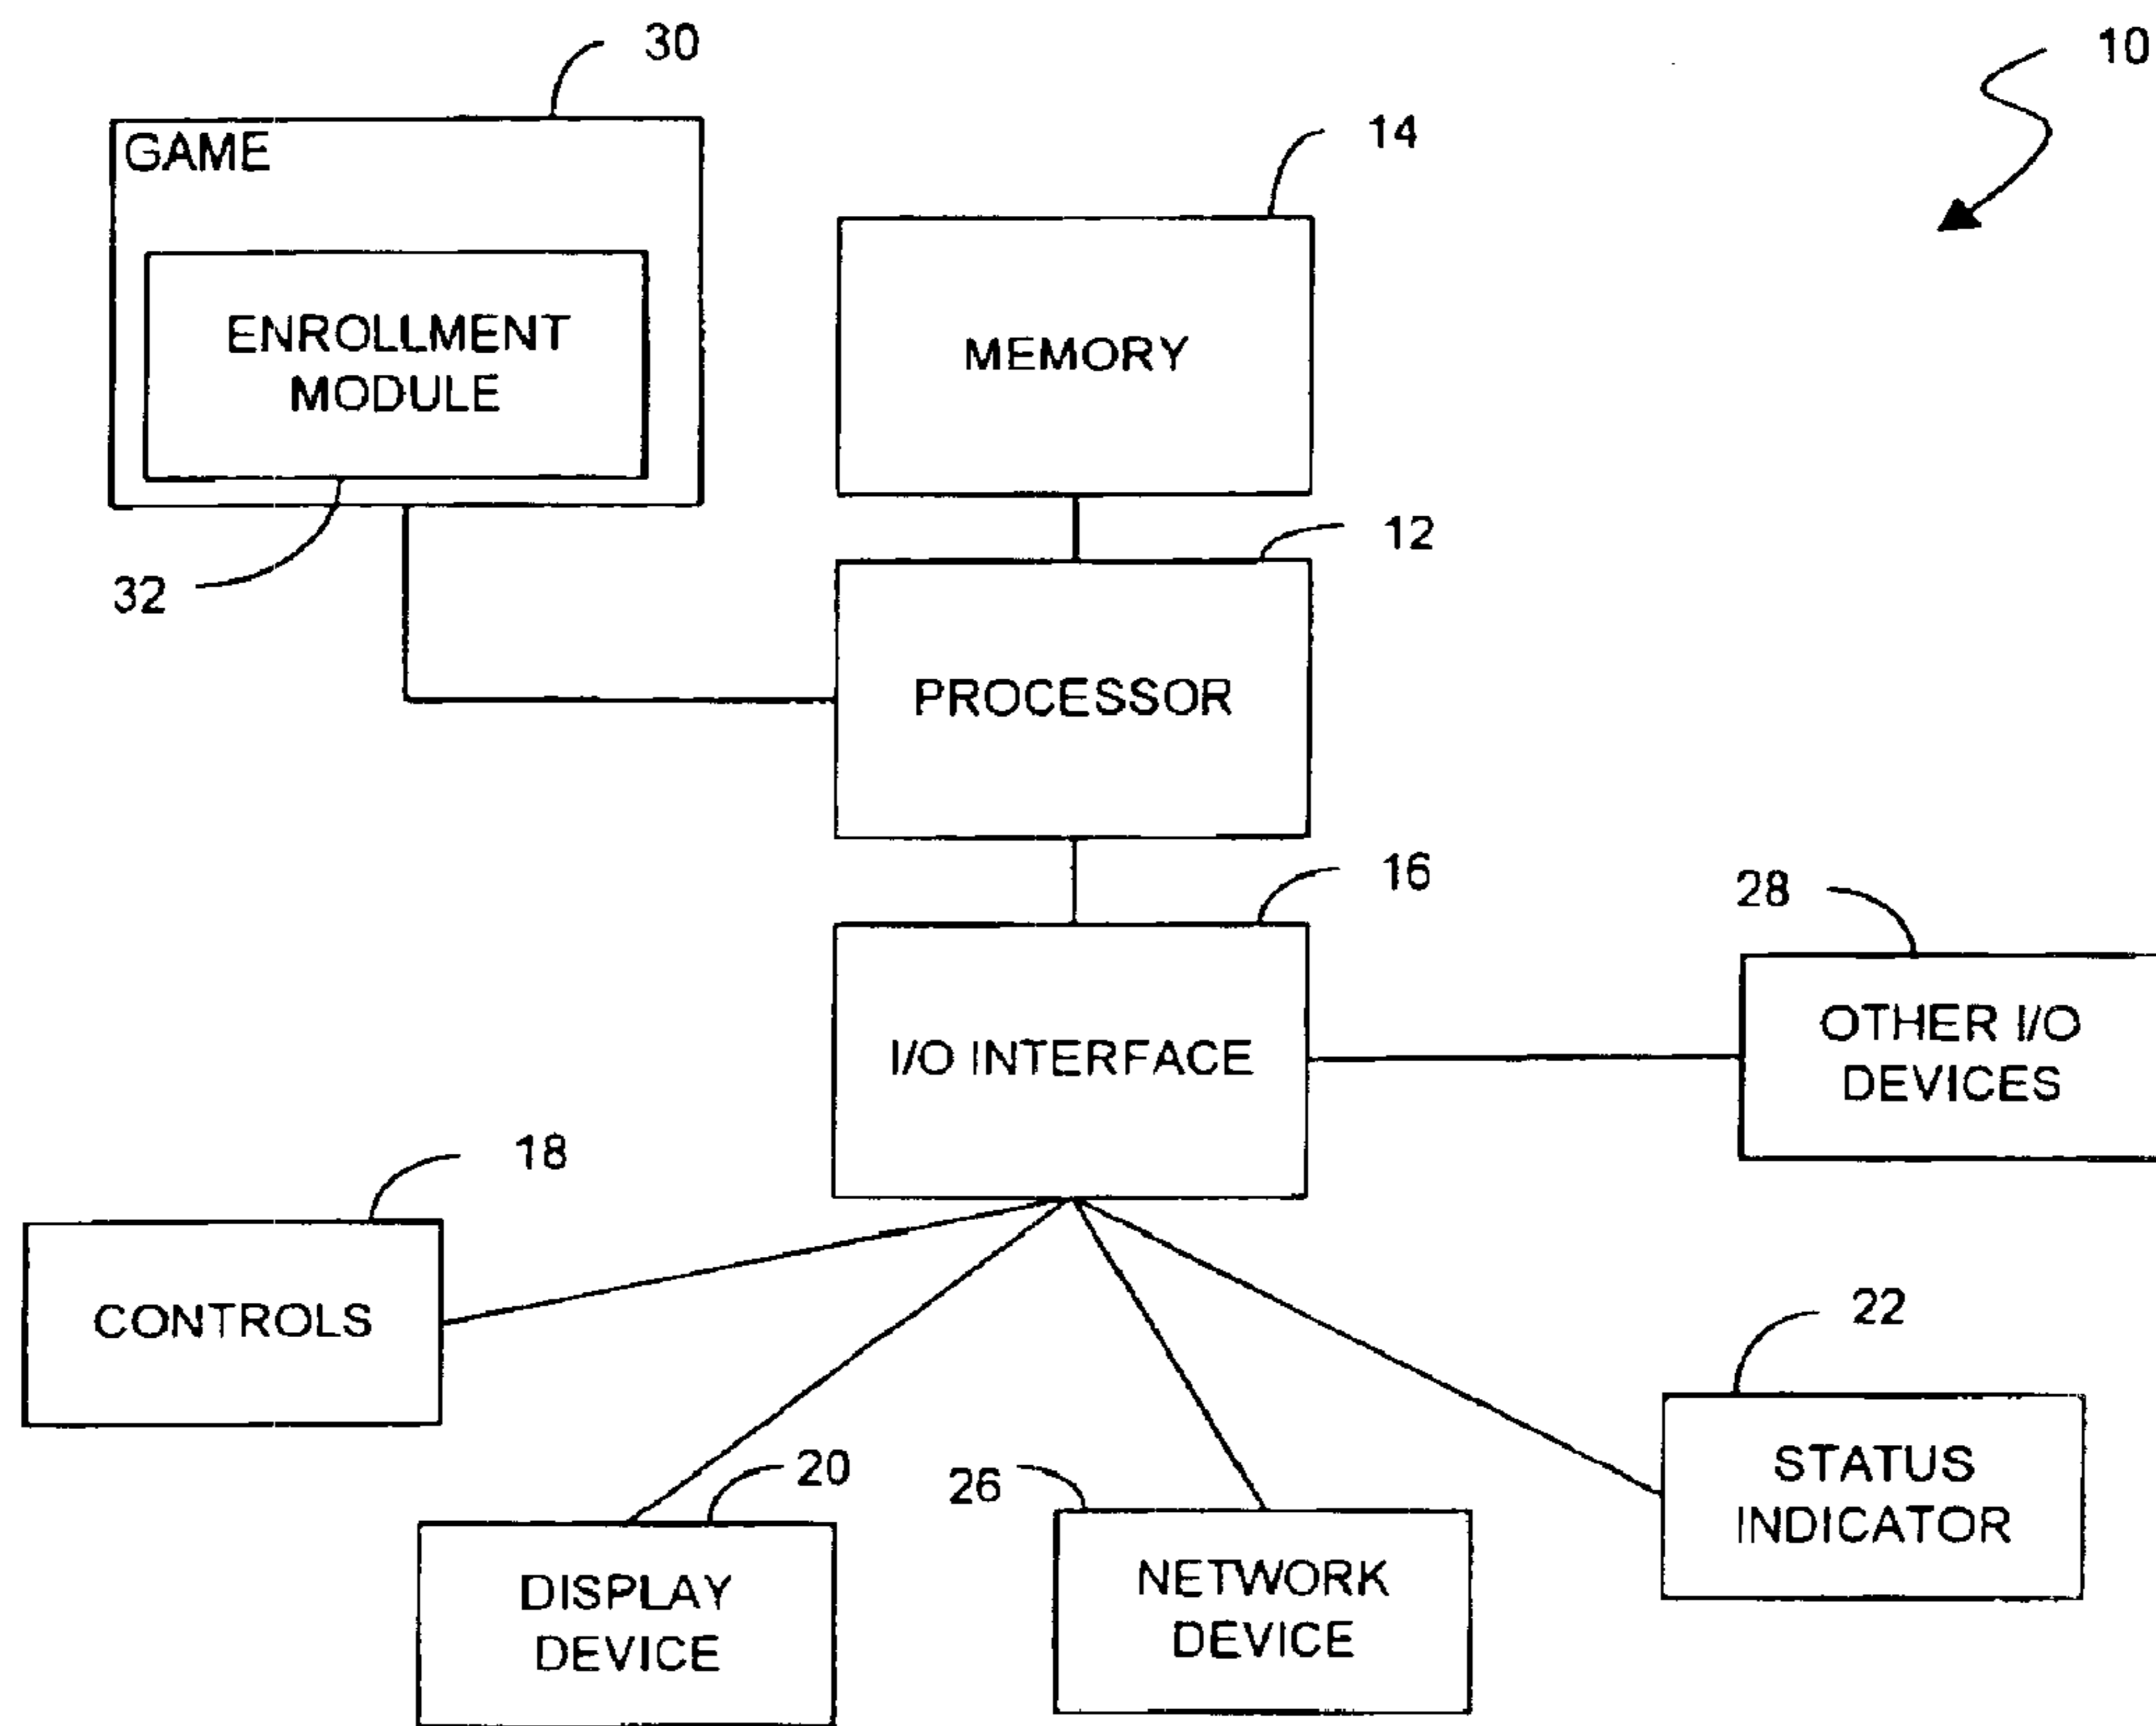 30
10
GAME
14
ENROLLMENT
MODULE
MEMORY
12
32
PROCESSOR
16
28
I/O INTERFACE
OTHER I/O
DEVICES
18
CONTROLS
22
20
26
STATUS
INDICATOR
DISPLAY
DEVICE
NETWORK
DEVICE